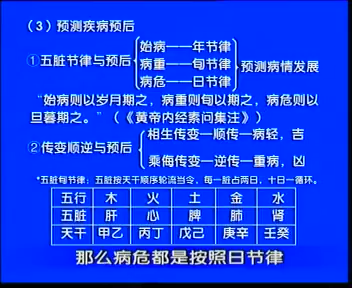 （3）预测疾病预后
①五脏节律与预后
始病——年节律
病重——旬节律
病危——日节律
预测病情发展
“始病则以岁月期之，病重则旬以期之，病危则以
旦暮期之。”（《黄帝内经素问集注》）
②传变顺逆与预后
相生传变—顺传—病轻，吉
乘侮传变—逆传—重病，凶
*五脏旬节律：五脏按天干顺序轮流当令，每一脏占两日，十日一循环。
五行 木 火 土 金 水
五脏 肝 心 脾 肺 肾
天干 甲乙 丙丁 戊己 庚辛 壬癸
那么病危都是按照日节律